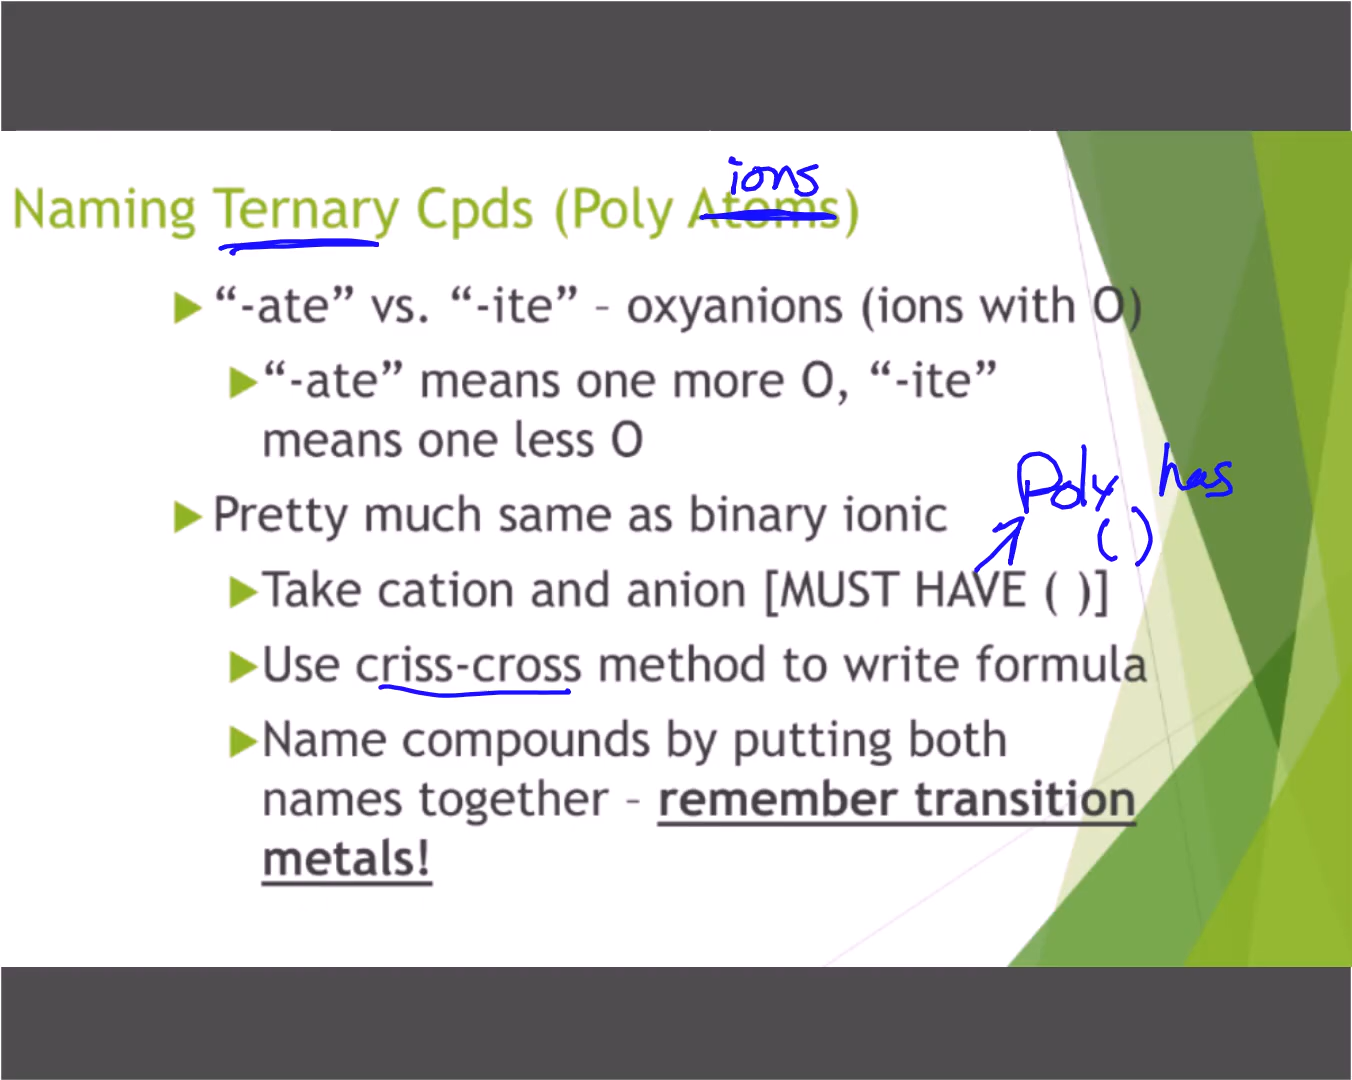 ions
Naming Ternary Cpds (Poly Atoms)
“-ate” vs. “-ite” – oxyanions (ions with O)
“-ate” means one more O, “-ite”
means one less O
Poly has
Pretty much same as binary ionic
( )
Take cation and anion [MUST HAVE ( )]
Use criss-cross method to write formula
Name compounds by putting both
names together – remember transition
metals!